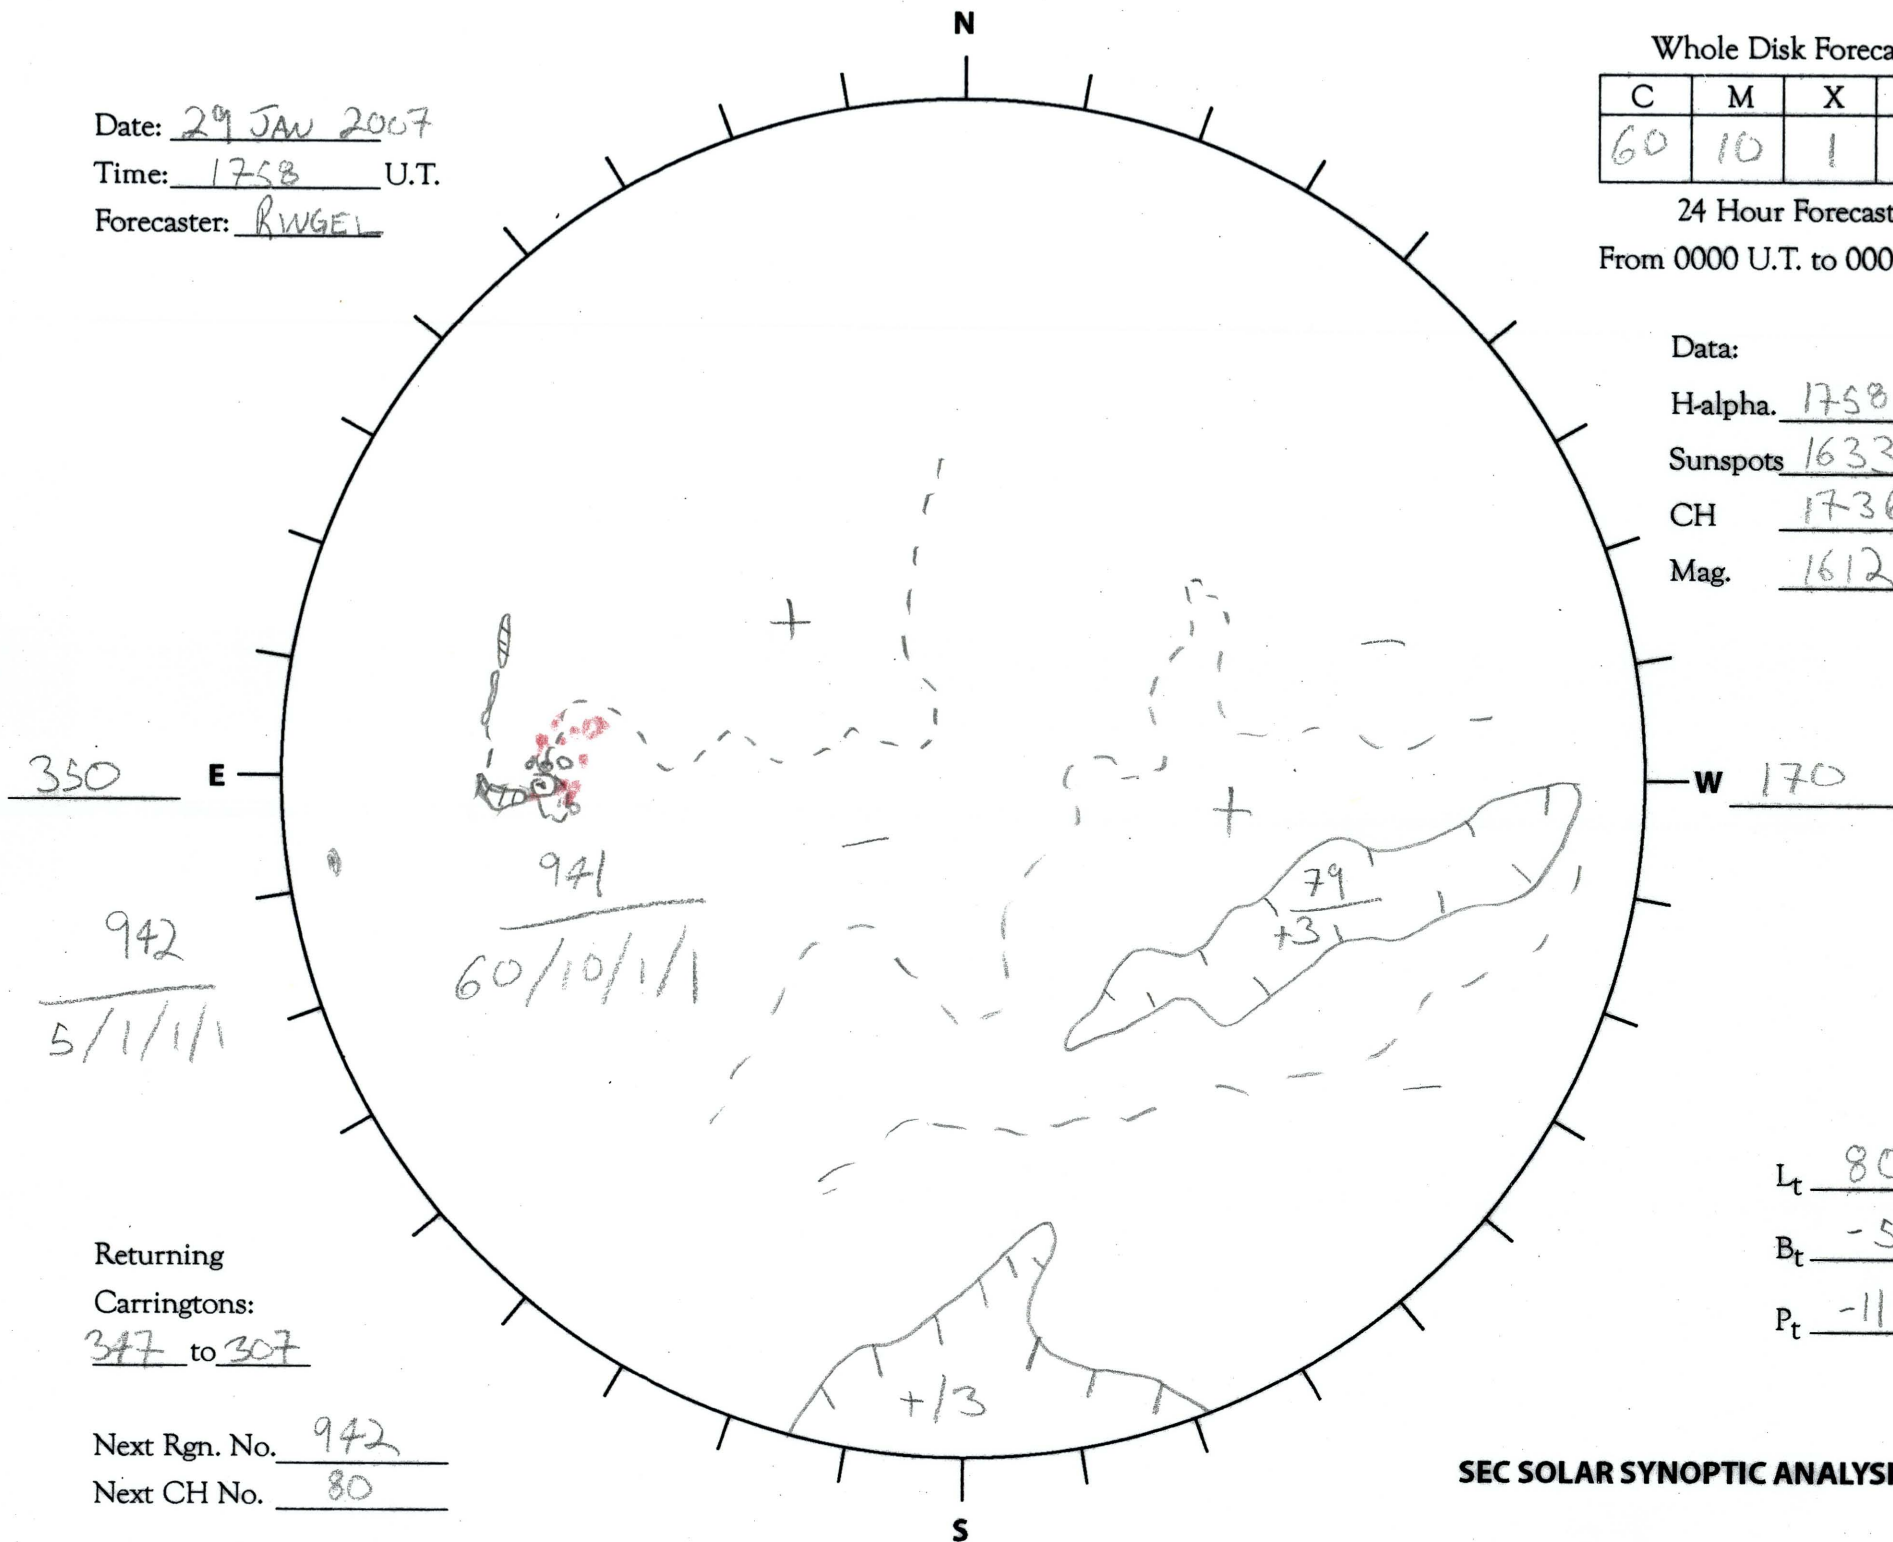 N
Whole Disk Foreca
C M X
60 10 1
24 Hour Forecast
From 0000 U.T. to 000
Date: 29 JAN 2007
Time: 1758 U.T.
Forecaster: RINGEL
Data:
H-alpha. 1758
Sunspots 1633
CH 1736
Mag. 1612
+
−
350 E
W 170
+
−
941
60/10/1/1
942
5/1/1/1
79
+3
−
Lt 80
Bt -5
Pt -11
Returning
Carringtons:
347 to 307
+/3
Next Rgn. No. 942
Next CH No. 80
SEC SOLAR SYNOPTIC ANALYSI
S